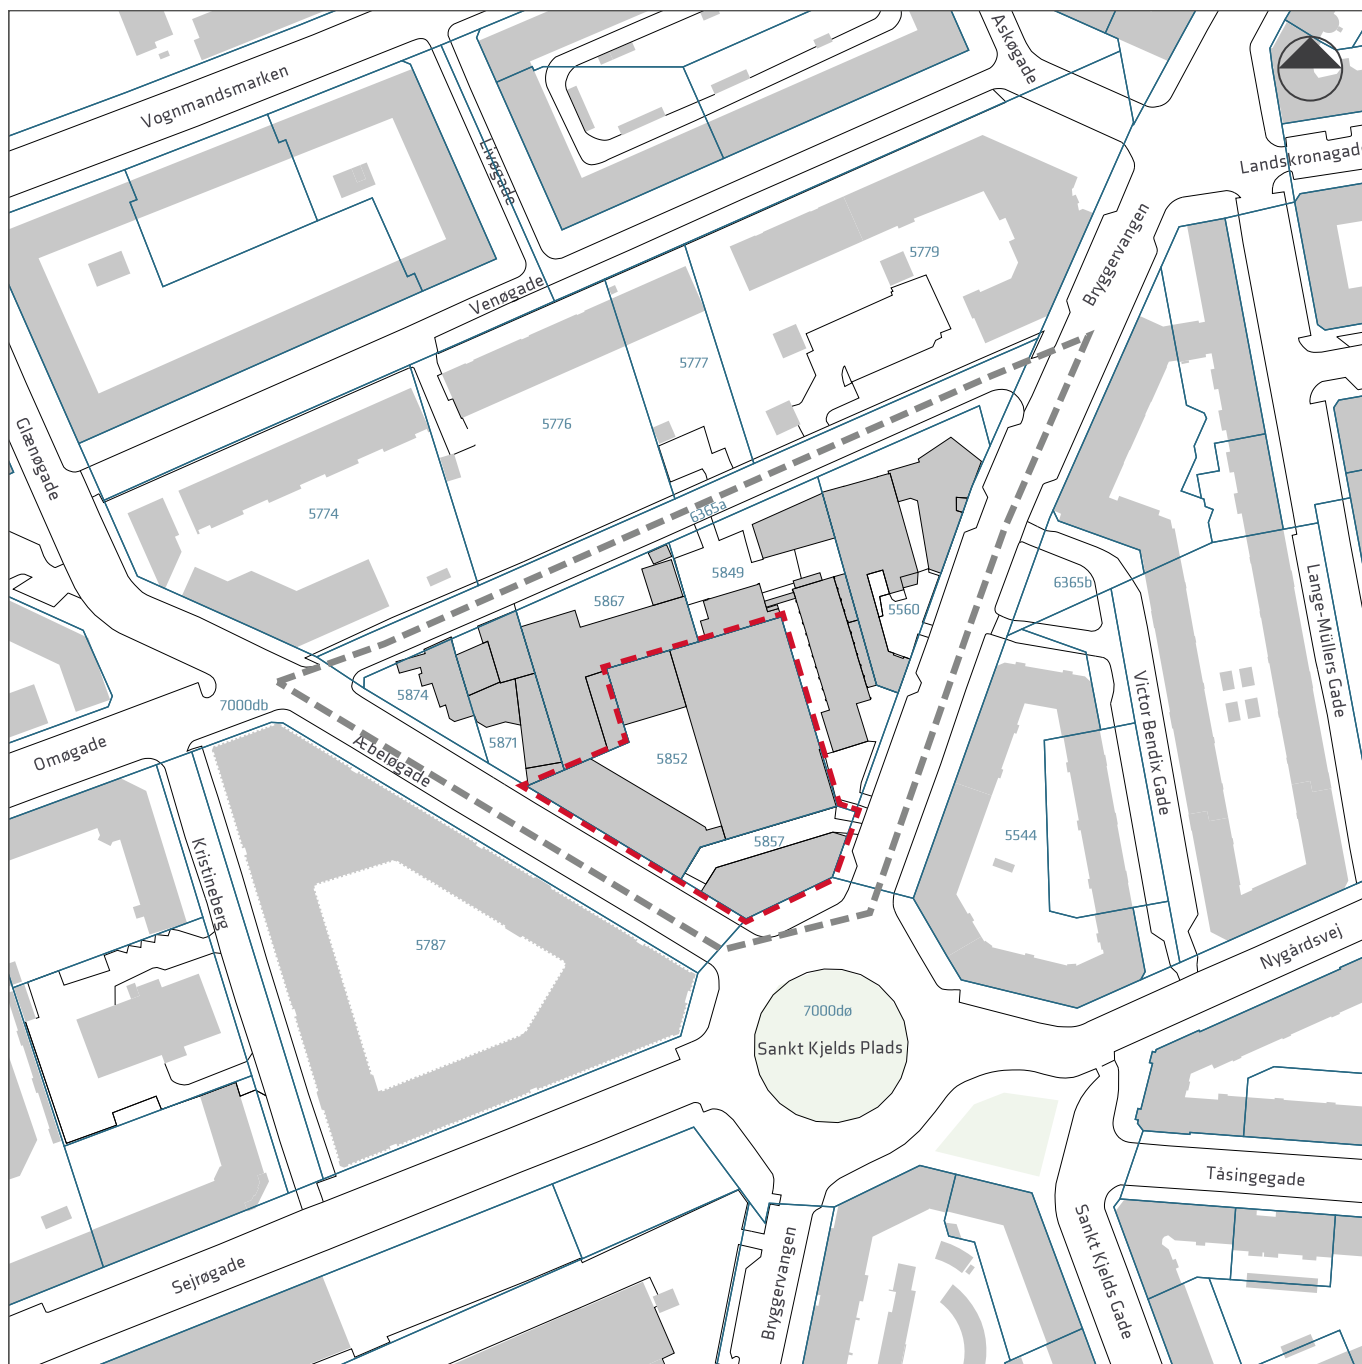 Vognmandsmarken
Askøgade
Livøgade
Landskronagade
Bryggervangen
5779
Venøgade
5777
5776
Glænøgade
5774
6365a
5849
5867
5560
6365b
Lange-Müllers Gade
5874
7000db
Victor Bendix Gade
5871
Omøgade
Æbeløgade
5852
5857
5544
Kristineberg
5787
Nygårdsvej
7000dø
Sankt Kjelds Plads
Tåsingegade
Sejrøgade
Bryggervangen
Sankt Kjelds Gade